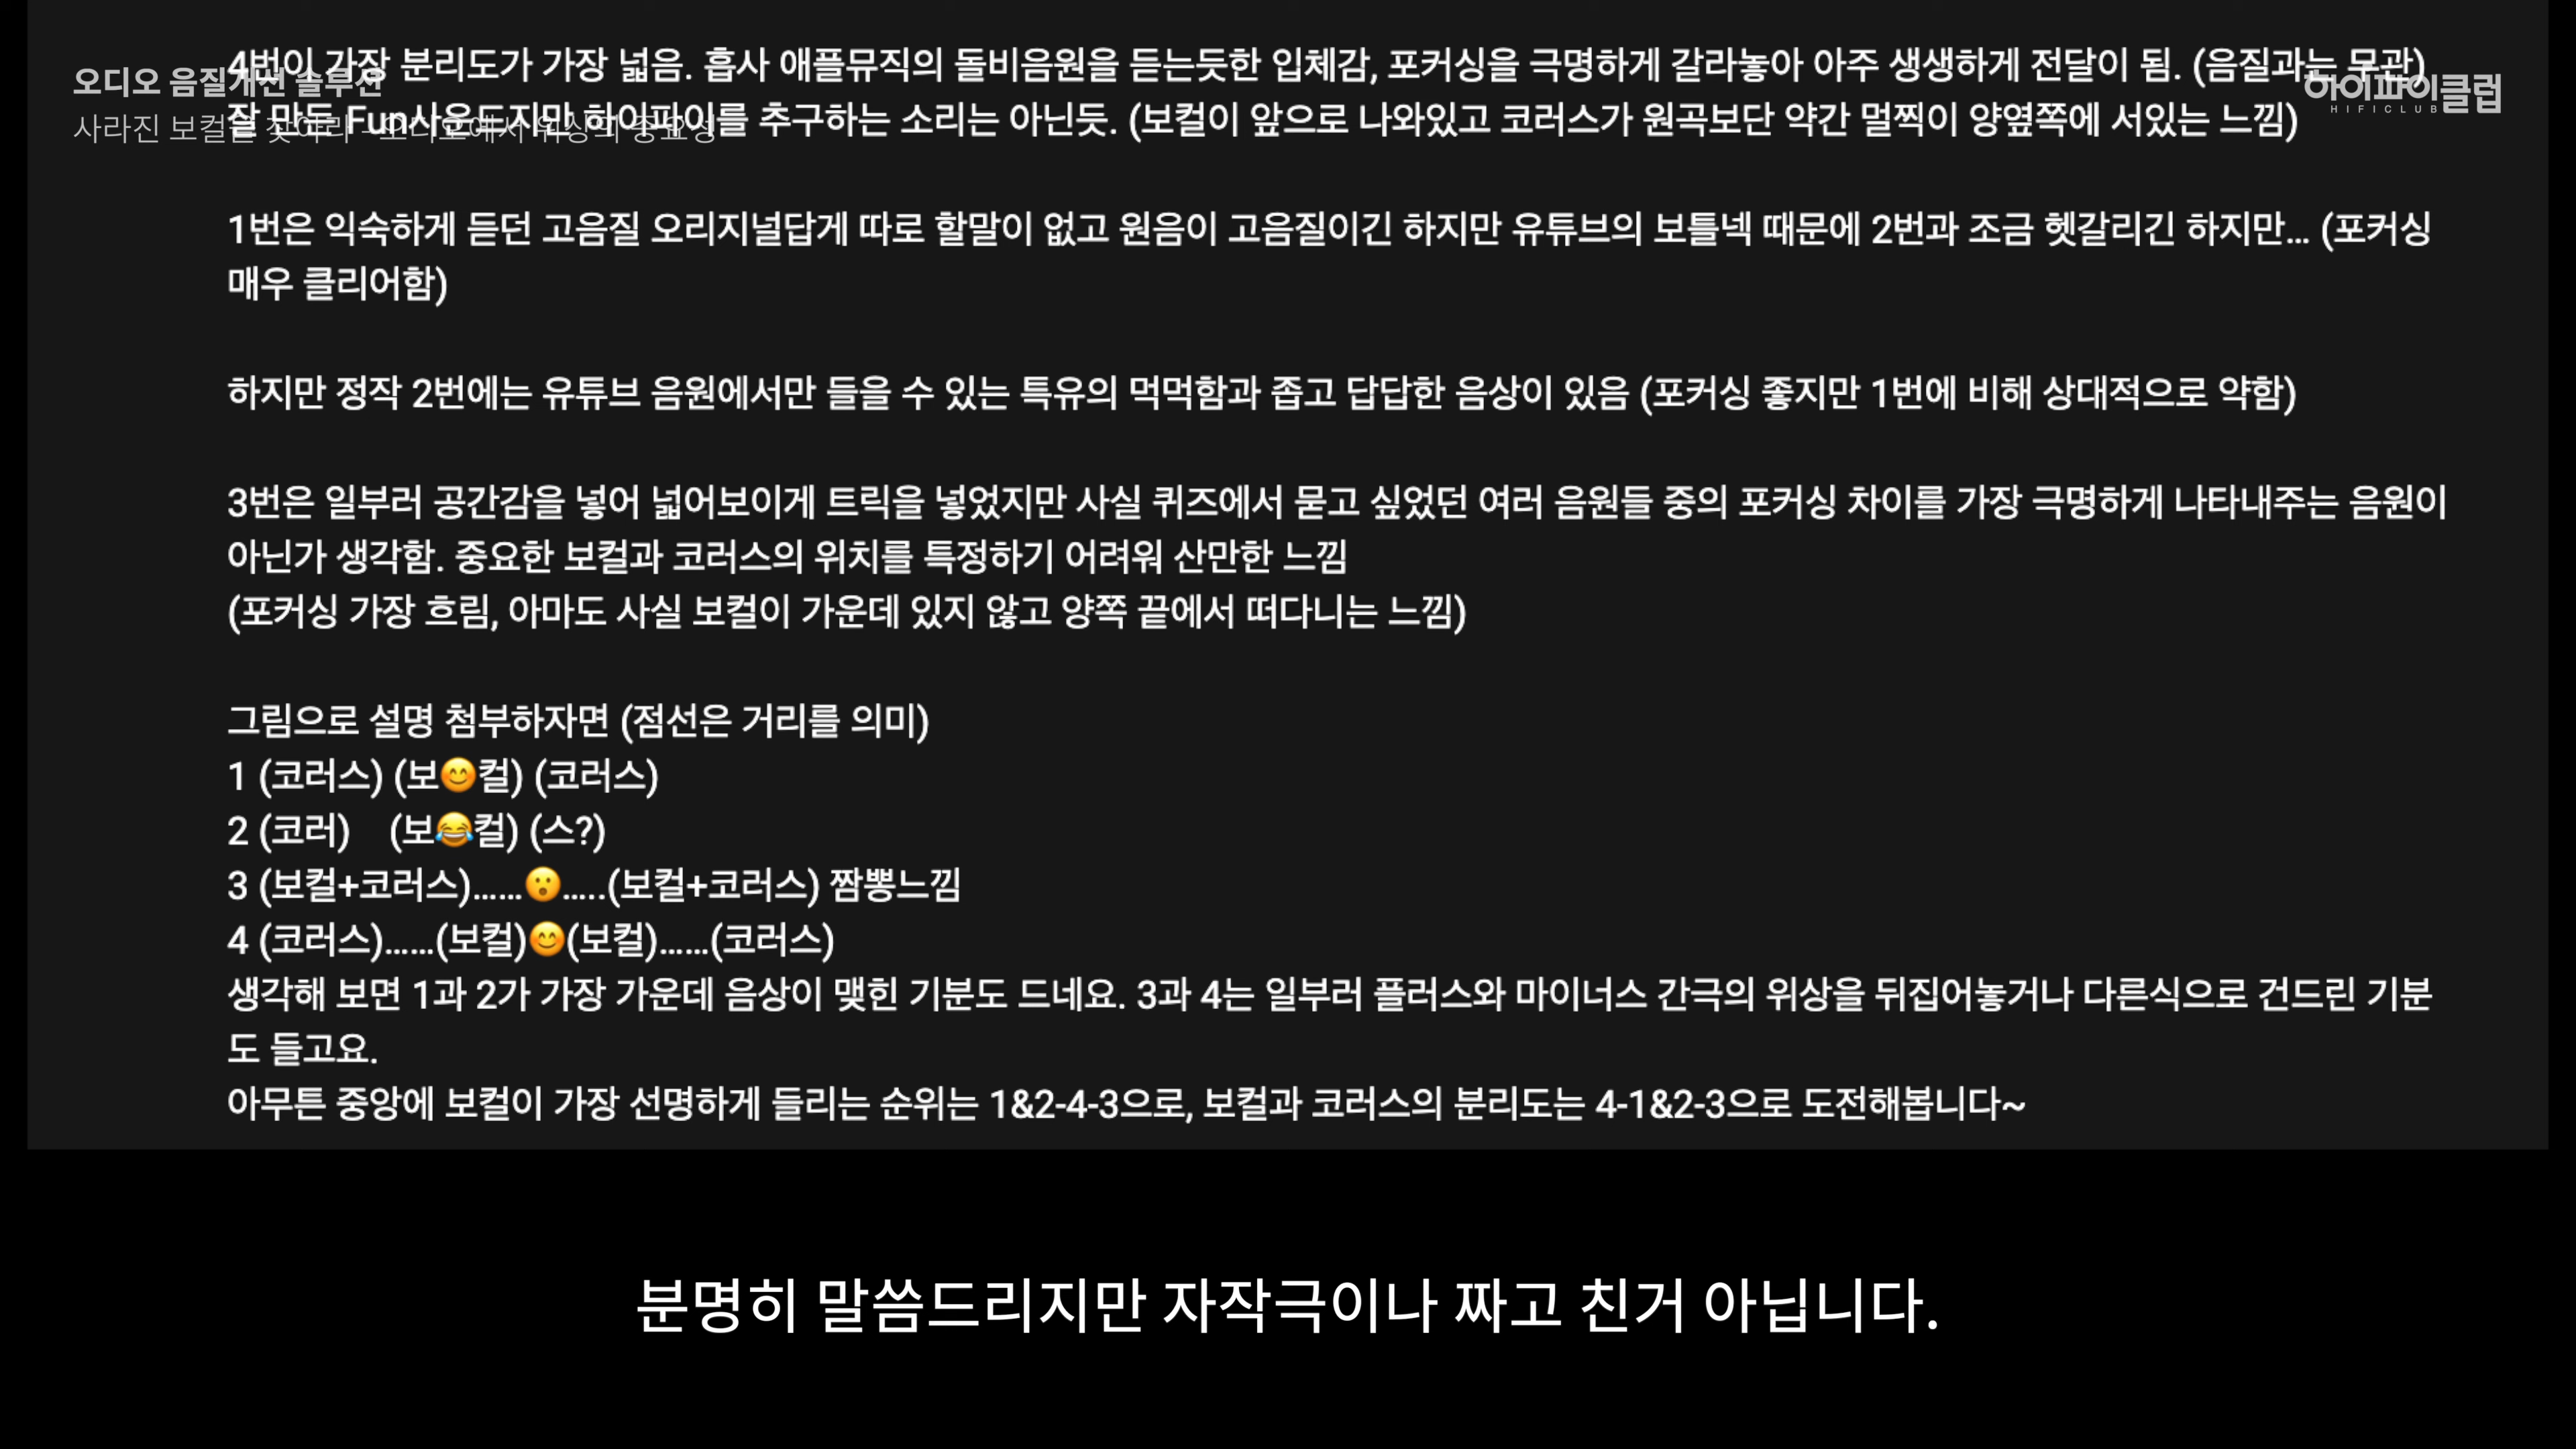 4번이 가장 분리도가 가장 넓음. 흡사 애플뮤직의 돌비음원을 듣는듯한 입체감, 포커싱을 극명하게 갈라놓아 아주 생생하게 전달이 됨. (음질과는 무관)
오디오 음질개선 솔루션
하이파이클럽
HIFICLUB
잘 만든 Fun사운드지만 하이파이를 추구하는 소리는 아닌듯. (보컬이 앞으로 나와있고 코러스가 원곡보단 약간 멀찍이 양옆쪽에 서있는 느낌)
사라진 보컬을 찾아라 - 오디오에서 위상의 중요성
1번은 익숙하게 듣던 고음질 오리지널답게 따로 할말이 없고 원음이 고음질이긴 하지만 유튜브의 보틀넥 때문에 2번과 조금 헷갈리긴 하지만... (포커싱
매우 클리어함)
하지만 정작 2번에는 유튜브 음원에서만 들을 수 있는 특유의 먹먹함과 좁고 답답한 음상이 있음 (포커싱 좋지만 1번에 비해 상대적으로 약함)
3번은 일부러 공간감을 넣어 넓어보이게 트릭을 넣었지만 사실 퀴즈에서 묻고 싶었던 여러 음원들 중의 포커싱 차이를 가장 극명하게 나타내주는 음원이
아닌가 생각함. 중요한 보컬과 코러스의 위치를 특정하기 어려워 산만한 느낌
(포커싱 가장 흐림, 아마도 사실 보컬이 가운데 있지 않고 양쪽 끝에서 떠다니는 느낌)
그림으로 설명 첨부하자면 (점선은 거리를 의미)
1 (코러스) (보😊컬) (코러스)
2 (코러) (보😂컬) (스?)
3 (보컬+코러스)......😮.....(보컬+코러스) 짬뽕느낌
4 (코러스)......(보컬)😊(보컬)......(코러스)
생각해 보면 1과 2가 가장 가운데 음상이 맺힌 기분도 드네요. 3과 4는 일부러 플러스와 마이너스 간극의 위상을 뒤집어놓거나 다른식으로 건드린 기분
도 들고요.
아무튼 중앙에 보컬이 가장 선명하게 들리는 순위는 1&2-4-3으로, 보컬과 코러스의 분리도는 4-1&2-3으로 도전해봅니다~
분명히 말씀드리지만 자작극이나 짜고 친거 아닙니다.